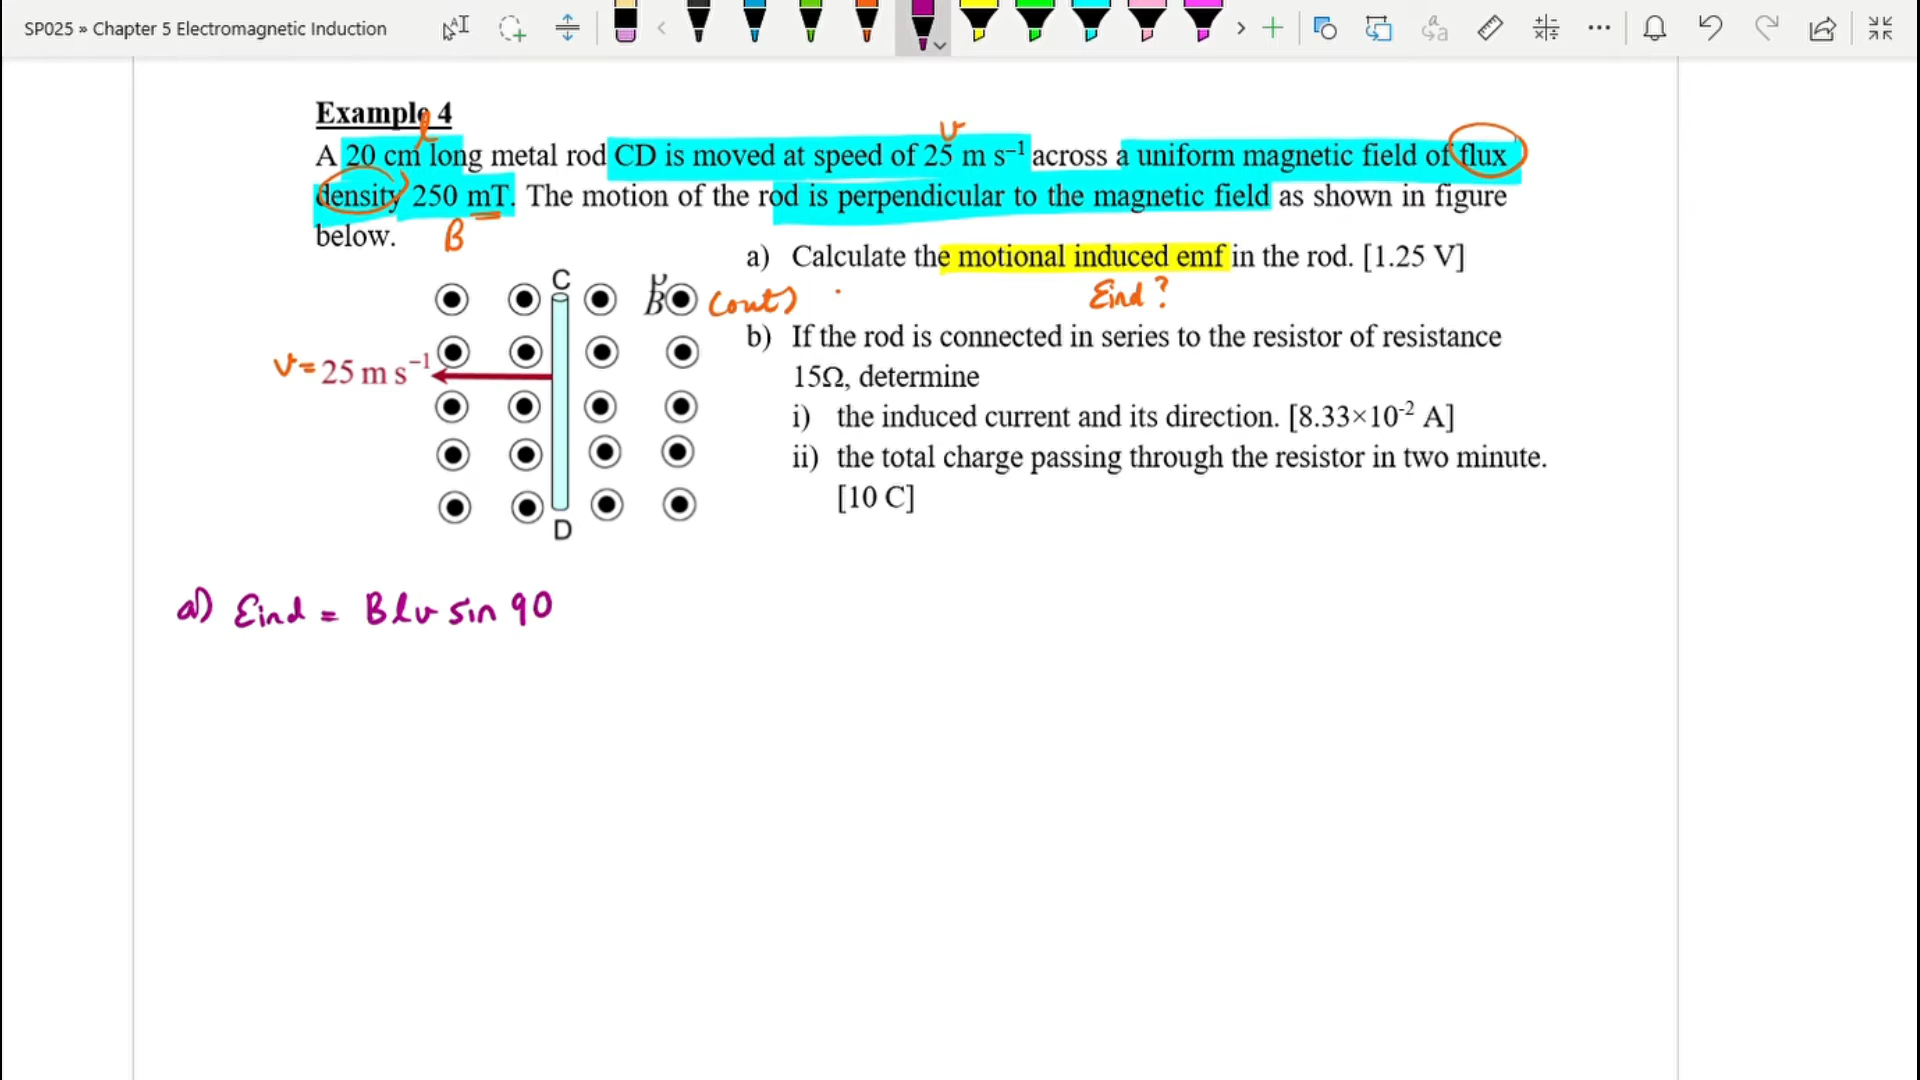 SP025 » Chapter 5 Electromagnetic Induction
Example 4
l
v
A 20 cm long metal rod CD is moved at speed of 25 m s⁻¹ across a uniform magnetic field of flux
density 250 mT. The motion of the rod is perpendicular to the magnetic field as shown in figure
below.
B
a) Calculate the motional induced emf in the rod. [1.25 V]
Eind ?
C
B (out)
b) If the rod is connected in series to the resistor of resistance
15Ω, determine
v = 25 m s⁻¹
i) the induced current and its direction. [8.33×10⁻² A]
ii) the total charge passing through the resistor in two minute.
[10 C]
D
a) Eind = Blv sin 90